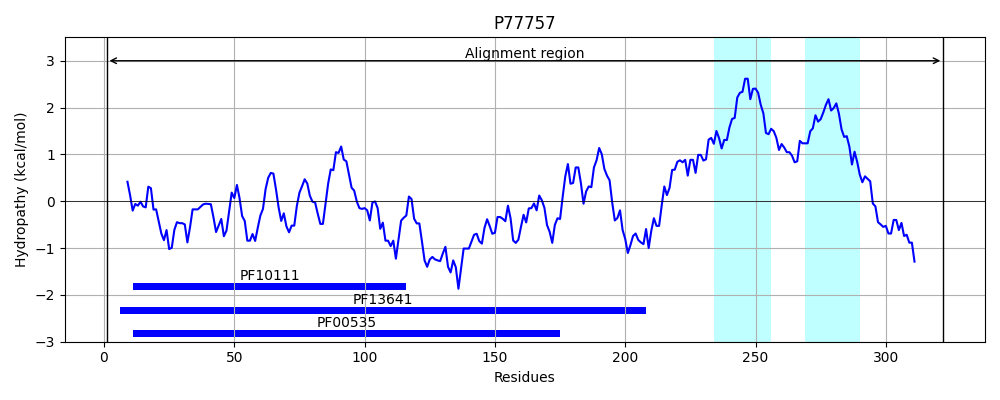 P77757
Alignment region
Hydropathy (kcal/mol)
3
2
1
0
−1
−2
−3
PF10111
PF13641
PF00535
0
50
100
150
200
250
300
Residues